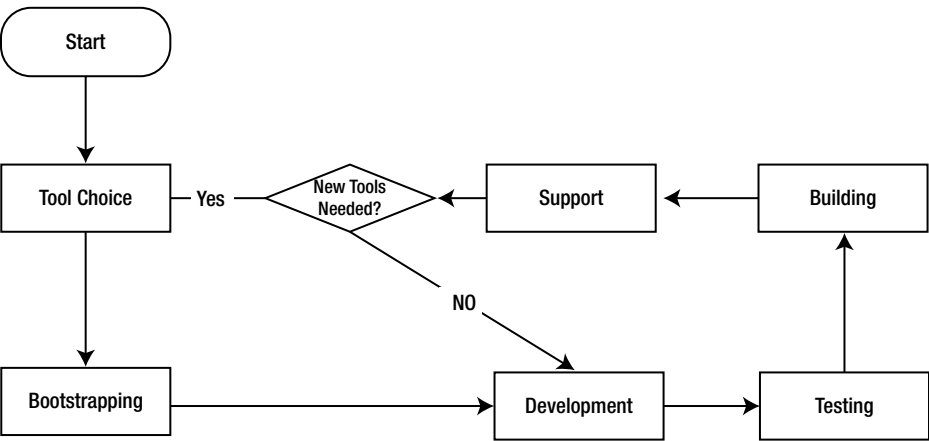 Start
Tool Choice
Yes
New Tools
Needed?
Support
Building
NO
Bootstrapping
Development
Testing